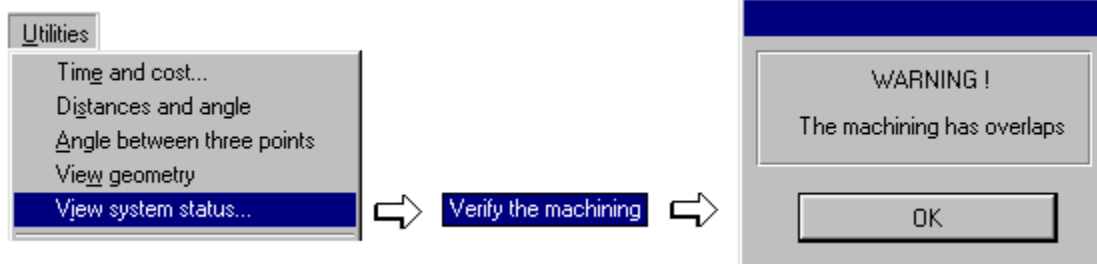 Utilities
Time and cost...
Distances and angle
Angle between three points
View geometry
View system status...
Verify the machining
WARNING !
The machining has overlaps
OK